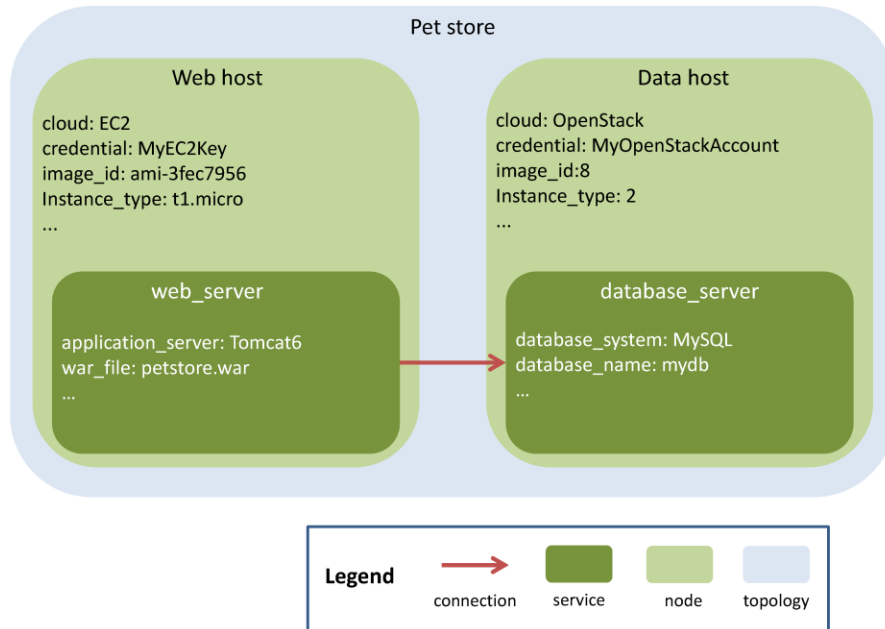 Pet store
Web host
cloud: EC2
credential: MyEC2Key
image_id: ami-3fec7956
Instance_type: t1.micro
...
web_server
application_server: Tomcat6
war_file: petstore.war
...
Data host
cloud: OpenStack
credential: MyOpenStackAccount
image_id:8
Instance_type: 2
...
database_server
database_system: MySQL
database_name: mydb
...
Legend
connection
service
node
topology